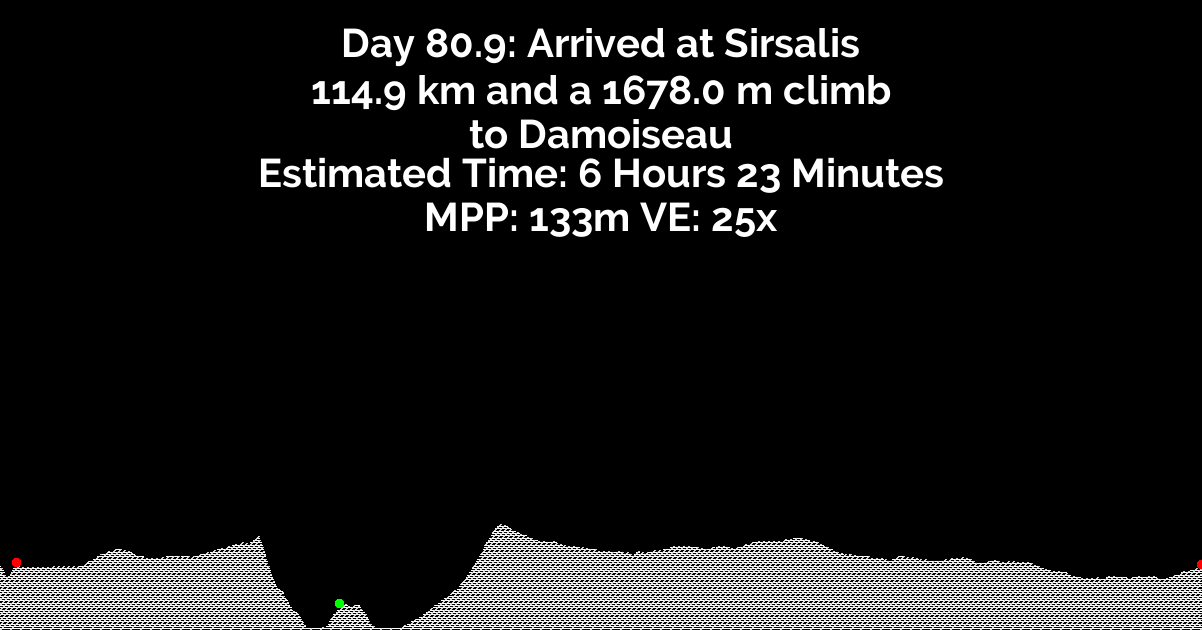 Day 80.9: Arrived at Sirsalis
114.9 km and a 1678.0 m climb
to Damoiseau
Estimated Time: 6 Hours 23 Minutes
MPP: 133m VE: 25x